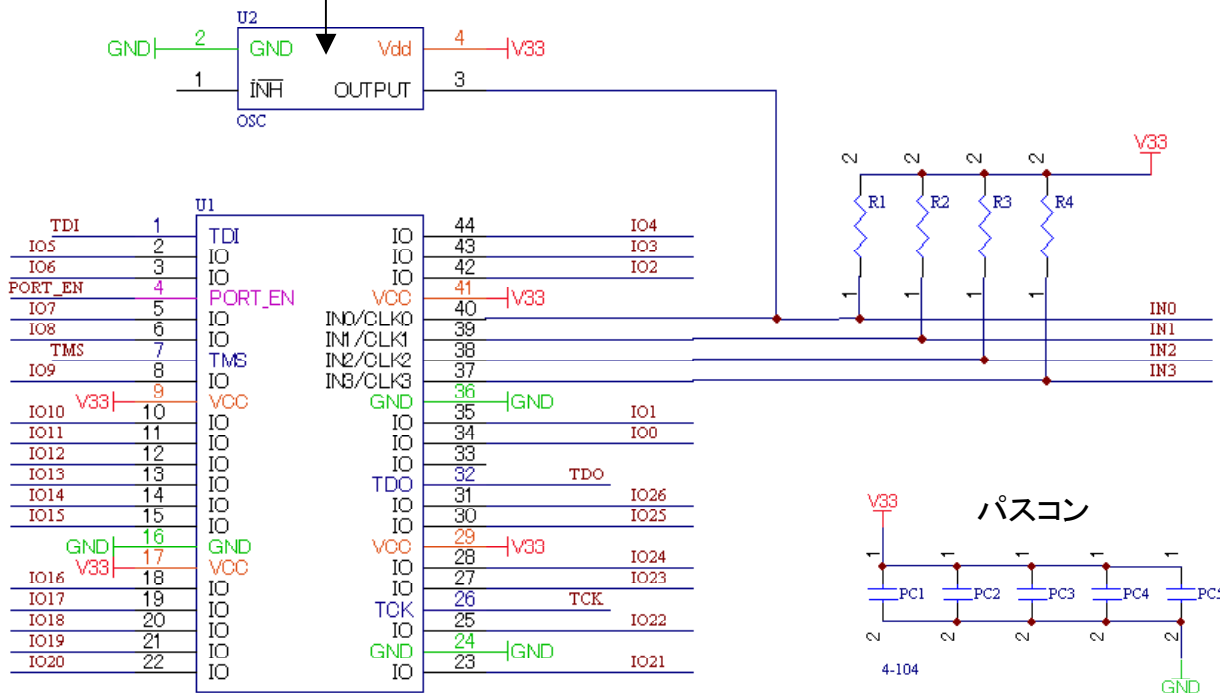 U2
GND 2 GND Vdd 4 V33
1 INH OUTPUT 3
OSC
V33
2 2 2 2
R1 R2 R3 R4
1 1 1 1
U1
TDI 1 TDI IO 44 IO4
IO5 2 IO IO 43 IO3
IO6 3 IO IO 42 IO2
PORT_EN 4 PORT_EN VCC 41 V33
IO7 5 IO IN0/CLK0 40 IN0
IO8 6 IO IN1/CLK1 39 IN1
TMS 7 TMS IN2/CLK2 38 IN2
IO9 8 IO IN3/CLK3 37 IN3
V33 9 VCC GND 36 GND
IO10 10 IO IO 35 IO1
IO11 11 IO IO 34 IO0
IO12 12 IO IO 33
IO13 13 IO TDO 32 TDO
IO14 14 IO IO 31 IO26
IO15 15 IO IO 30 IO25
GND 16 GND VCC 29 V33
V33 17 VCC IO 28 IO24
IO16 18 IO IO 27 IO23
IO17 19 IO TCK 26 TCK
IO18 20 IO IO 25 IO22
IO19 21 IO GND 24 GND
IO20 22 IO IO 23 IO21
パスコン
V33
1 1 1 1 1
PC1 PC2 PC3 PC4 PC5
2 2 2 2 2
4-104
GND